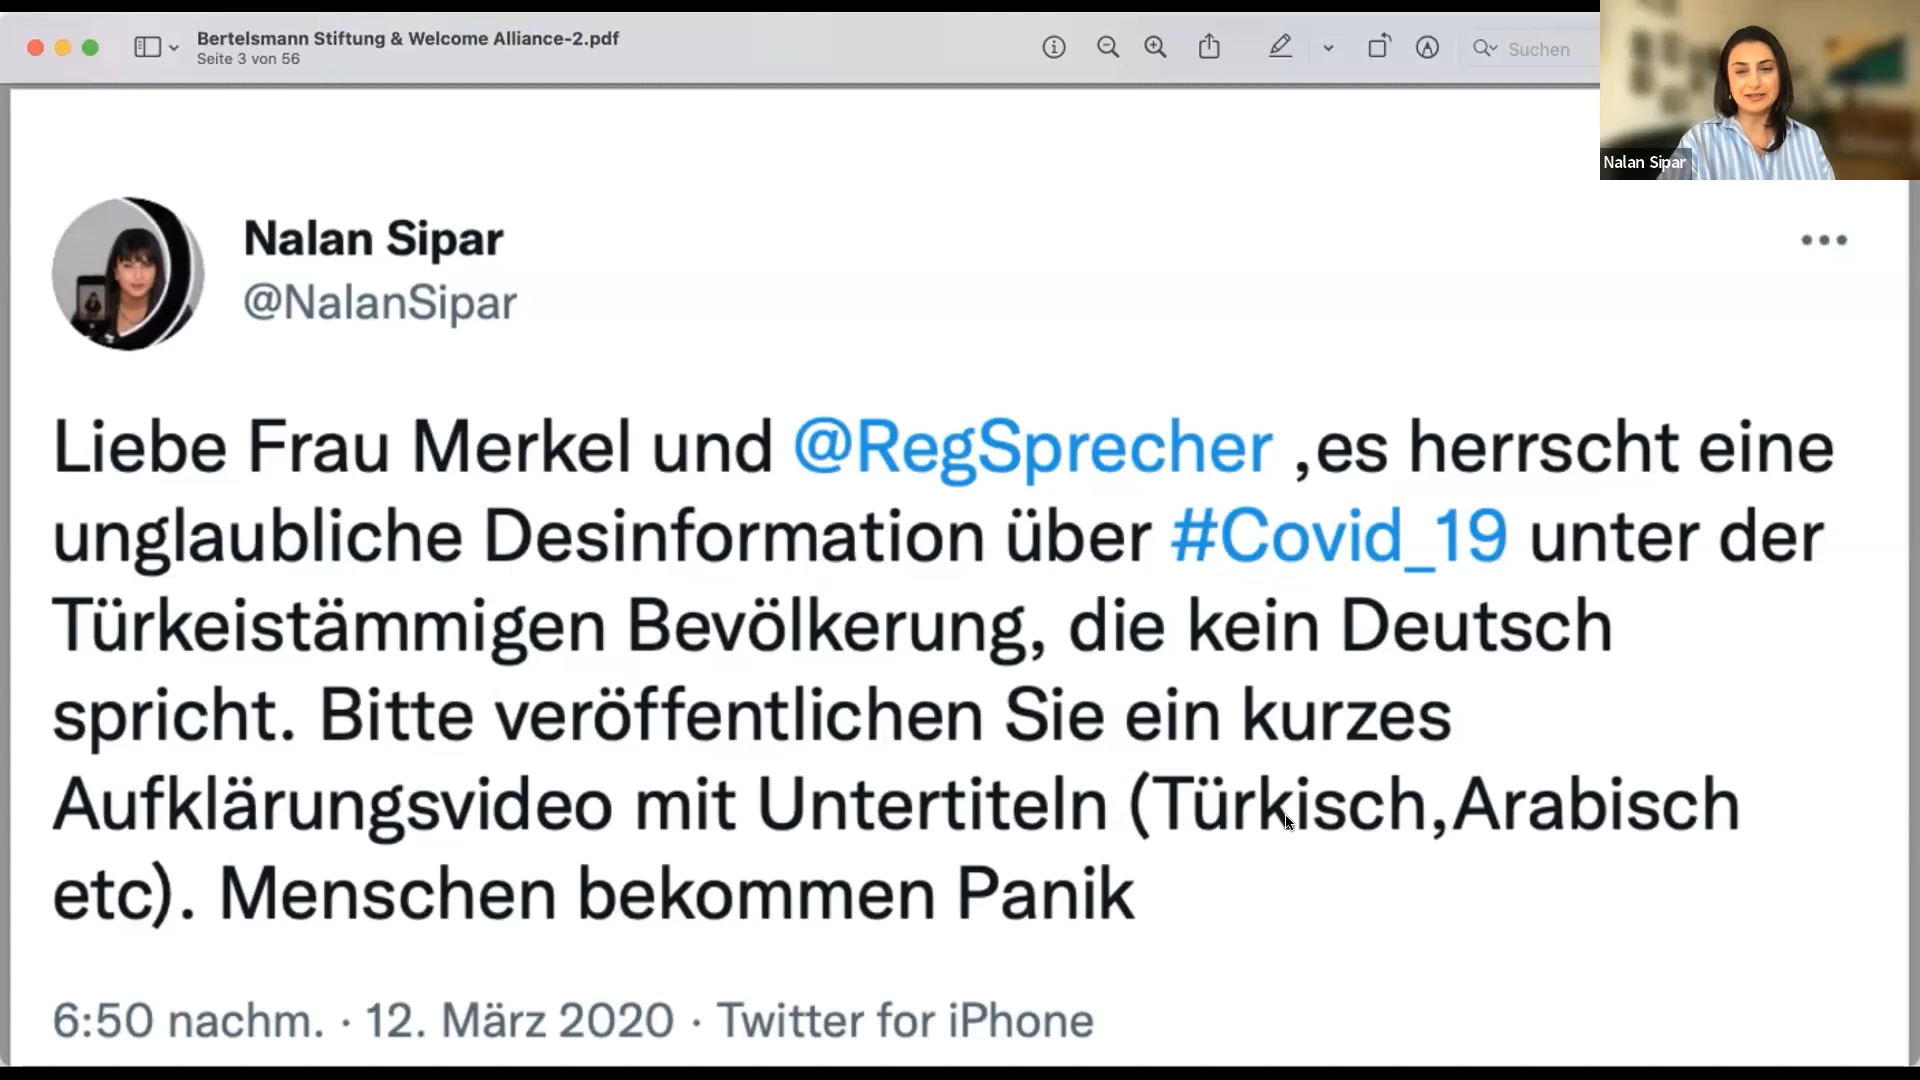 Bertelsmann Stiftung & Welcome Alliance-2.pdf
Seite 3 von 56
Suchen
Nalan Sipar
Nalan Sipar
@NalanSipar
Liebe Frau Merkel und @RegSprecher ,es herrscht eine
unglaubliche Desinformation über #Covid_19 unter der
Türkeistämmigen Bevölkerung, die kein Deutsch
spricht. Bitte veröffentlichen Sie ein kurzes
Aufklärungsvideo mit Untertiteln (Türkisch,Arabisch
etc). Menschen bekommen Panik
6:50 nachm. · 12. März 2020 · Twitter for iPhone